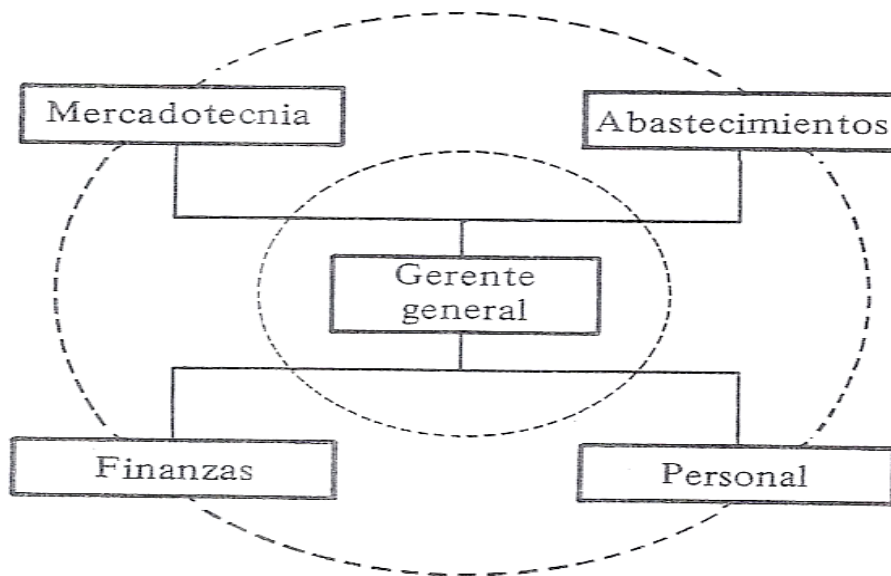 Mercadotecnia
Abastecimientos
Gerente
general
Finanzas
Personal